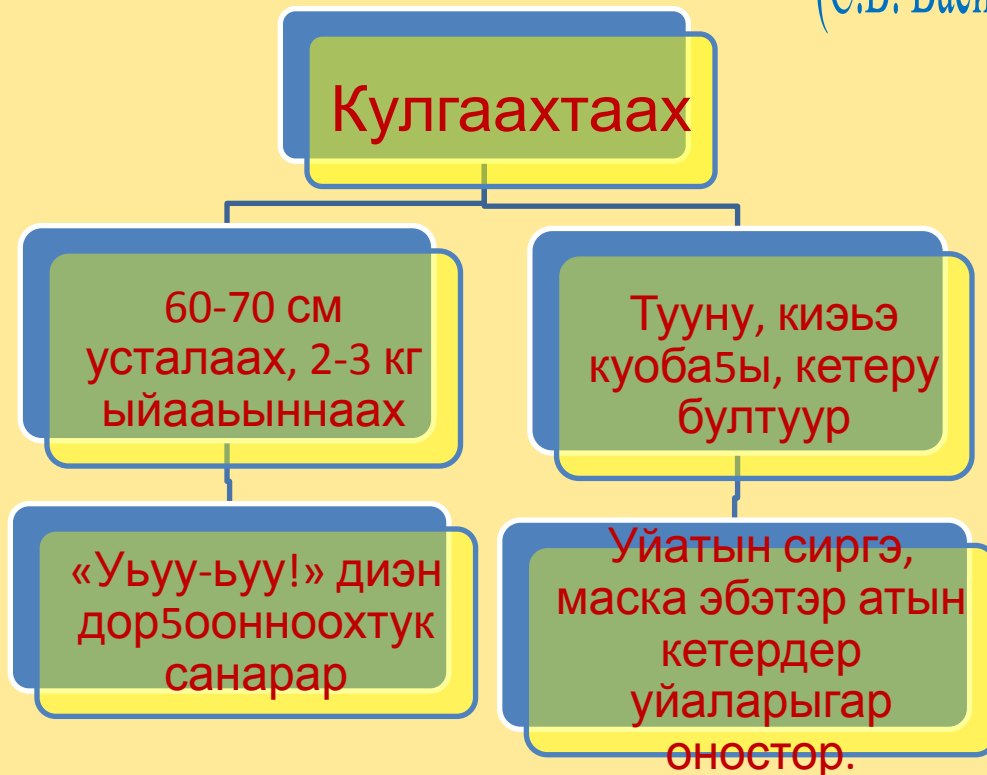 Кулгаахтаах
60-70 см
усталаах, 2-3 кг
ыйааьыннаах
Тууну, киэьэ
куоба5ы, кетеру
бултуур
«Уьуу-ьуу!» диэн
дор5оонноохтук
санарар
Уйатын сиргэ,
маска эбэтэр атын
кетердер
уйаларыгар
оностор.